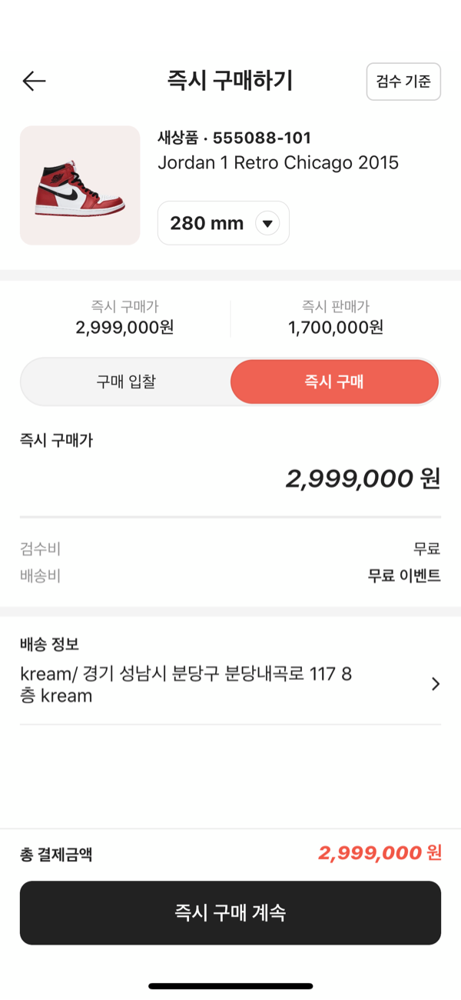 즉시 구매하기
검수 기준
새상품 · 555088-101
Jordan 1 Retro Chicago 2015
280 mm
즉시 구매가
즉시 판매가
2,999,000원
1,700,000원
구매 입찰
즉시 구매
즉시 구매가
2,999,000 원
검수비
무료
배송비
무료 이벤트
배송 정보
kream/ 경기 성남시 분당구 분당내곡로 117 8
층 kream
총 결제금액
2,999,000 원
즉시 구매 계속